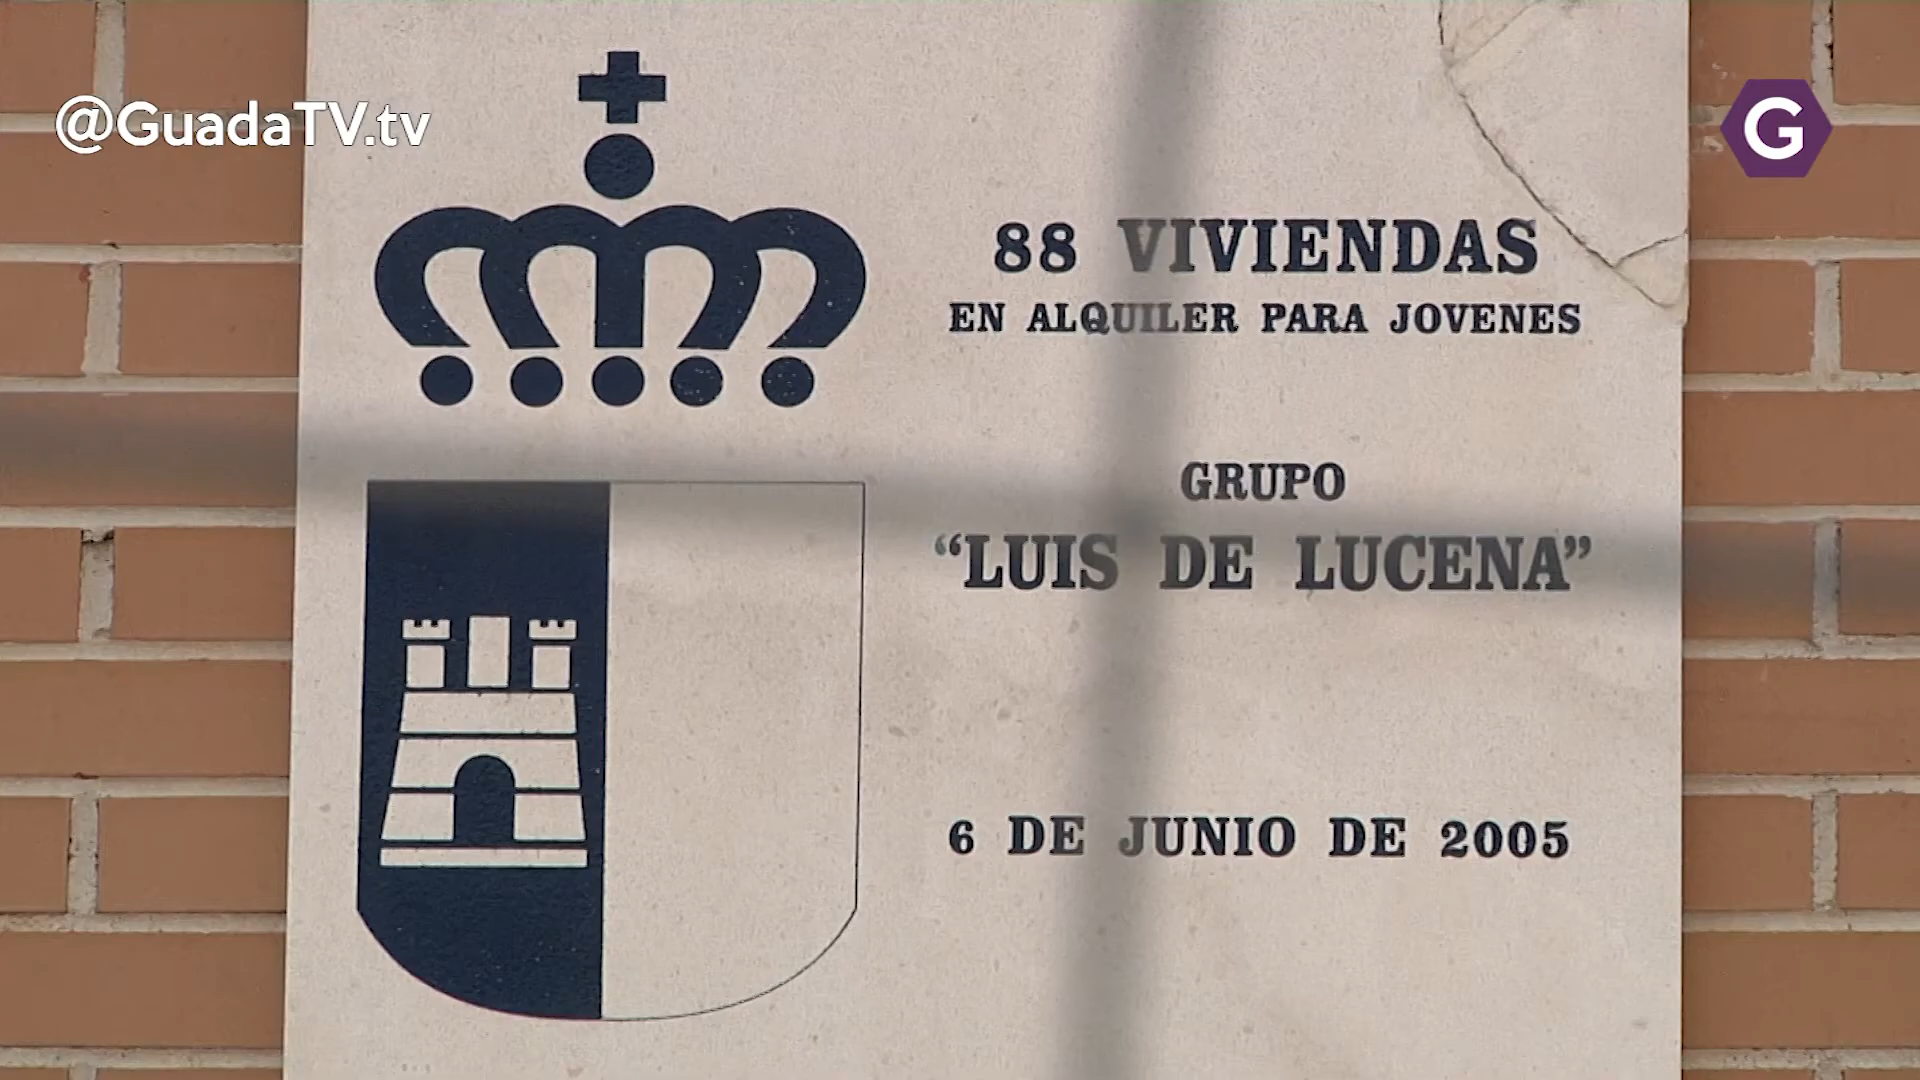 @GuadaTV.tv
G
88 VIVIENDAS
EN ALQUILER PARA JOVENES
GRUPO
“LUIS DE LUCENA”
6 DE JUNIO DE 2005